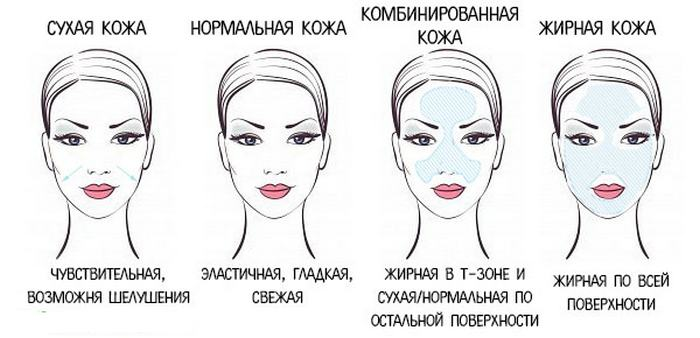 СУХАЯ КОЖА
НОРМАЛЬНАЯ КОЖА
КОМБИНИРОВАННАЯ
КОЖА
ЖИРНАЯ КОЖА
ЧУВСТВИТЕЛЬНАЯ,
ВОЗМОЖНЯ ШЕЛУШЕНИЯ
ЭЛАСТИЧНАЯ, ГЛАДКАЯ,
СВЕЖАЯ
ЖИРНАЯ В Т-ЗОНЕ И
СУХАЯ/НОРМАЛЬНАЯ ПО
ОСТАЛЬНОЙ ПОВЕРХНОСТИ
ЖИРНАЯ ПО ВСЕЙ
ПОВЕРХНОСТИ